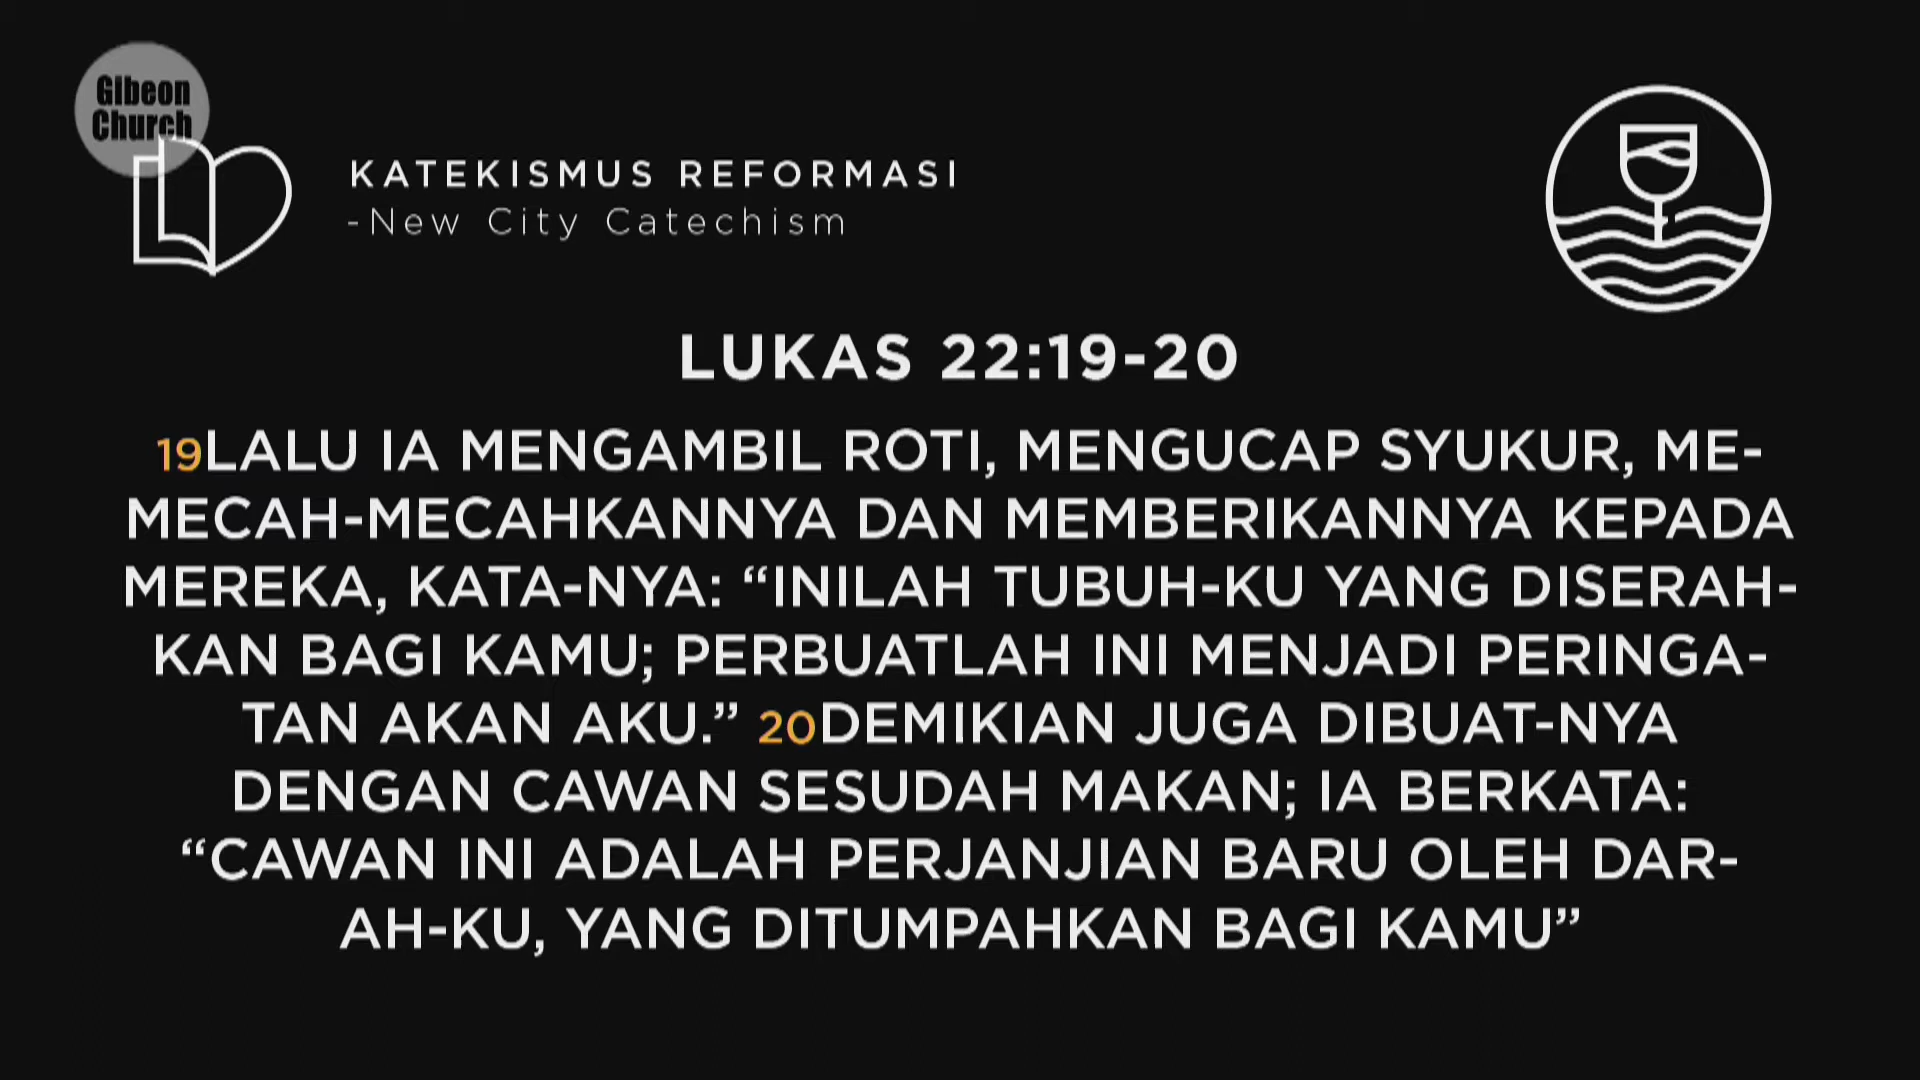 Gibeon
Church
KATEKISMUS REFORMASI
-New City Catechism
LUKAS 22:19-20
19LALU IA MENGAMBIL ROTI, MENGUCAP SYUKUR, ME-
MECAH-MECAHKANNYA DAN MEMBERIKANNYA KEPADA
MEREKA, KATA-NYA: “INILAH TUBUH-KU YANG DISERAH-
KAN BAGI KAMU; PERBUATLAH INI MENJADI PERINGA-
TAN AKAN AKU.” 20DEMIKIAN JUGA DIBUAT-NYA
DENGAN CAWAN SESUDAH MAKAN; IA BERKATA:
“CAWAN INI ADALAH PERJANJIAN BARU OLEH DAR-
AH-KU, YANG DITUMPAHKAN BAGI KAMU”